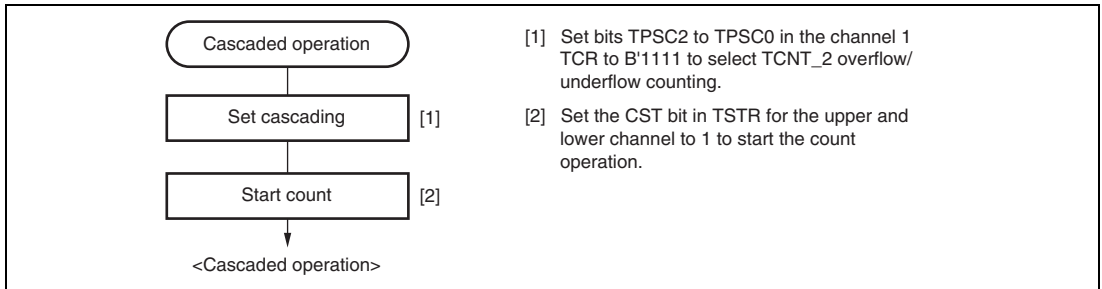 Cascaded operation
Set cascading [1]
Start count [2]
<Cascaded operation>
[1] Set bits TPSC2 to TPSC0 in the channel 1
TCR to B'1111 to select TCNT_2 overflow/
underflow counting.
[2] Set the CST bit in TSTR for the upper and
lower channel to 1 to start the count
operation.